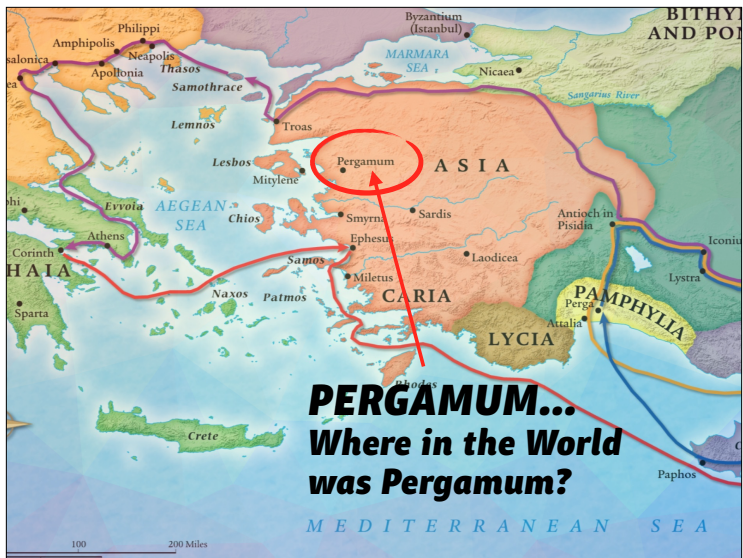 Byzantium
(Istanbul)
BITHY
AND PON
Philippi
Amphipolis
Neapolis
salonica
Apollonia
Thasos
MARMARA
SEA
Nicaea
ea
Samothrace
Sangarius River
Lemnos
Troas
Lesbos
Pergamum
ASIA
Mitylene
phi
Evvoia
AEGEAN
SEA
Chios
Smyrna
Sardis
Antioch in
Pisidia
Athens
Ephesus
Iconiu
Corinth
HAIA
Samos
Laodicea
Miletus
Lystra
Naxos
Patmos
CARIA
PAMPHYLIA
Perga
Sparta
Attalia
LYCIA
Rhodes
PERGAMUM...
Where in the World
was Pergamum?
Crete
C
Paphos
MEDITERRANEAN SEA
100
200 Miles